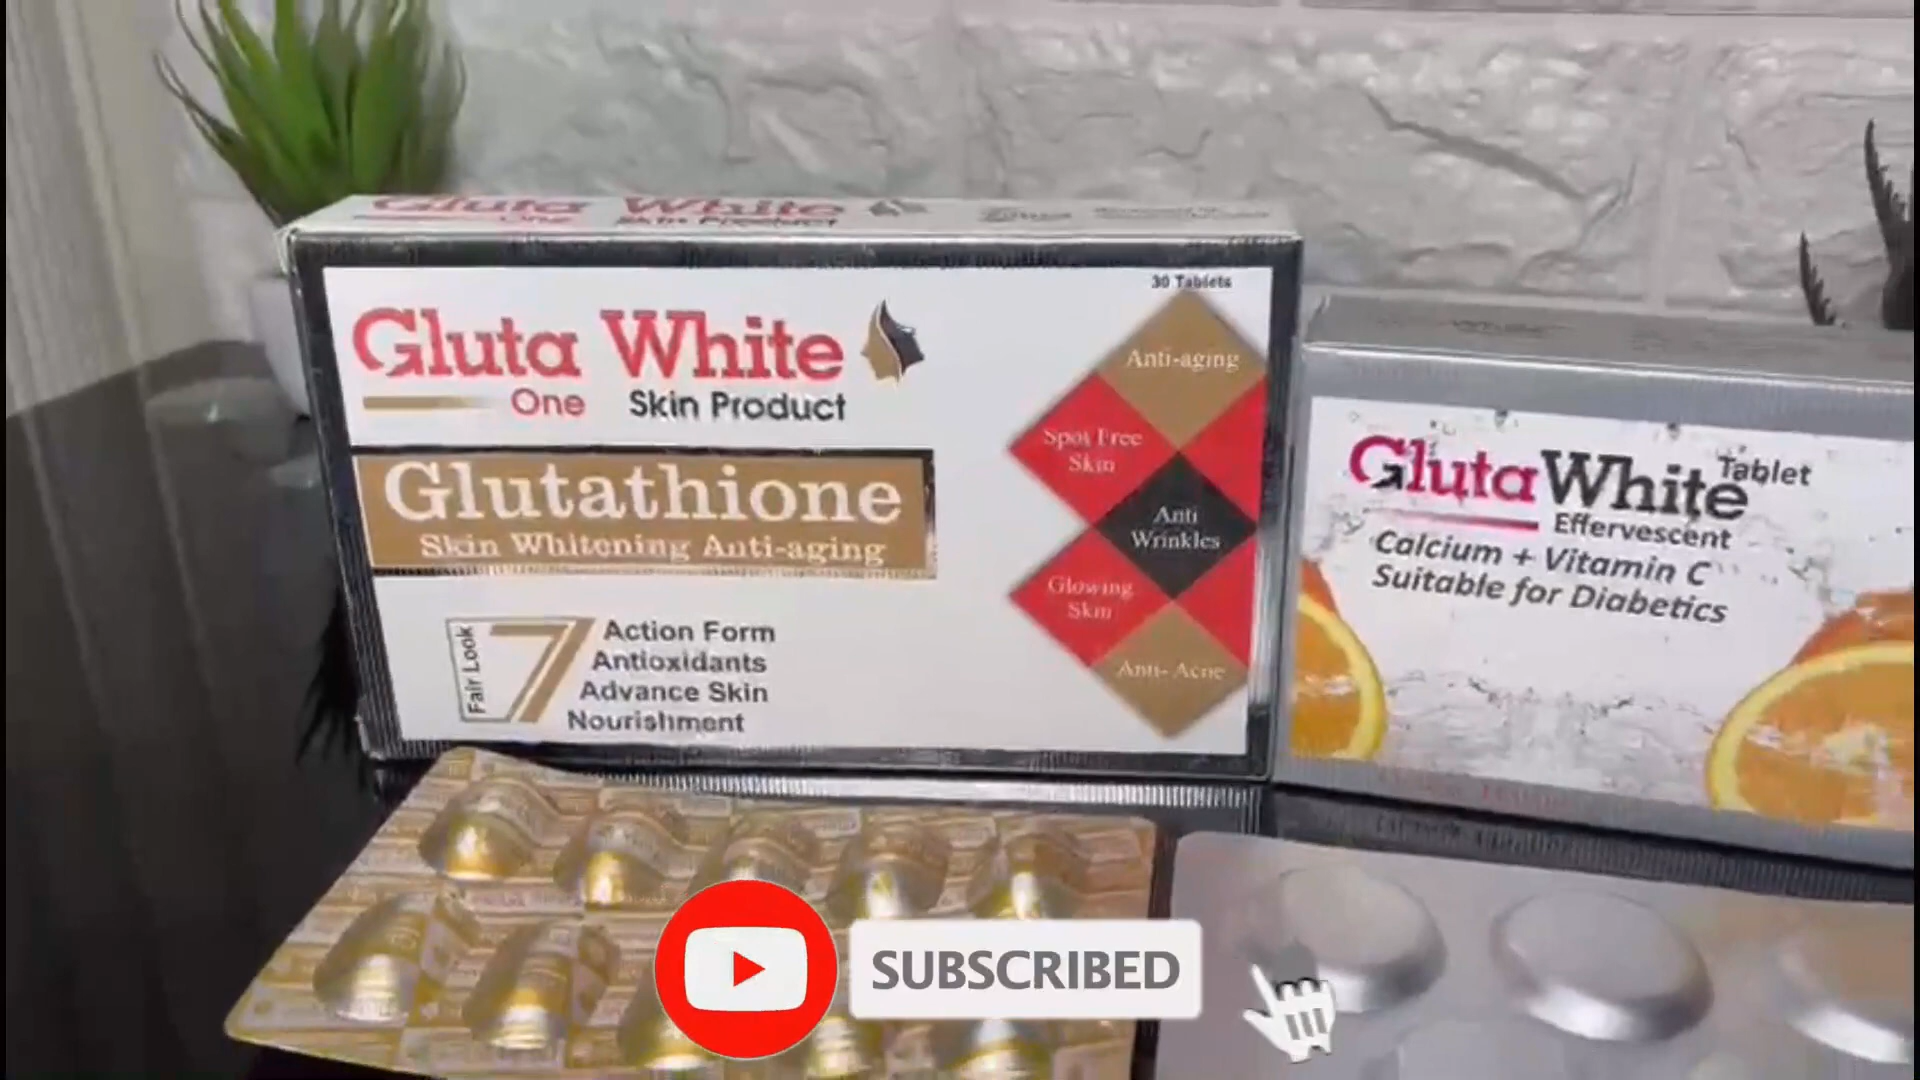 Gluta White
One Skin Product
30 Tablets
Gluta White
One Skin Product
Glutathione
Skin Whitening Anti-aging
Fair Look
7
Action Form
Antioxidants
Advance Skin
Nourishment
Anti-aging
Spot Free
Skin
Anti
Wrinkles
Glowing
Skin
Anti- Acne
Gluta White Tablet
Effervescent
Calcium + Vitamin C
Suitable for Diabetics
SUBSCRIBED